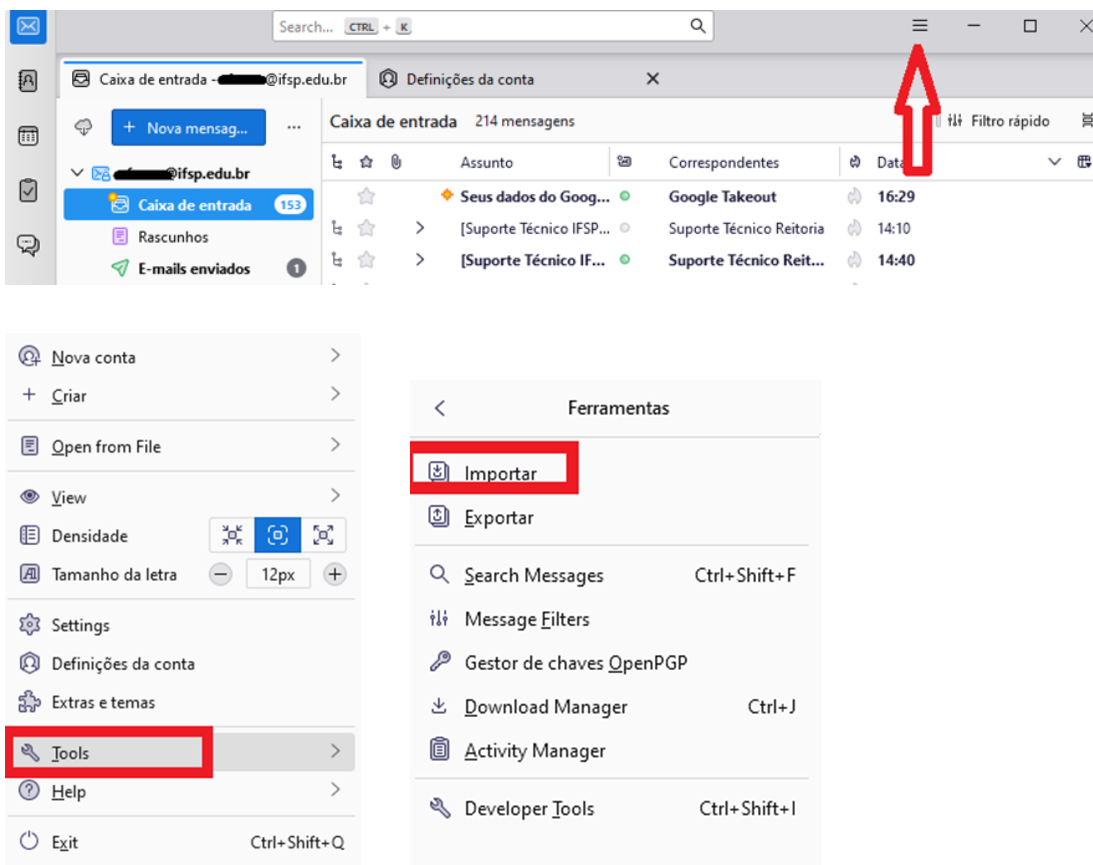 Search... CTRL + K
Caixa de entrada - @ifsp.edu.br
Definições da conta
+ Nova mensag... ...
Caixa de entrada 214 mensagens
Filtro rápido
@ifsp.edu.br
Assunto Correspondentes Data
Caixa de entrada 153
Seus dados do Goog... Google Takeout 16:29
Rascunhos
[Suporte Técnico IFSP... Suporte Técnico Reitoria 14:10
E-mails enviados 1
[Suporte Técnico IF... Suporte Técnico Reit... 14:40
Nova conta
Criar
Open from File
View
Densidade
Tamanho da letra 12px
Settings
Definições da conta
Extras e temas
Tools
Help
Exit Ctrl+Shift+Q
Ferramentas
Importar
Exportar
Search Messages Ctrl+Shift+F
Message Filters
Gestor de chaves OpenPGP
Download Manager Ctrl+J
Activity Manager
Developer Tools Ctrl+Shift+I